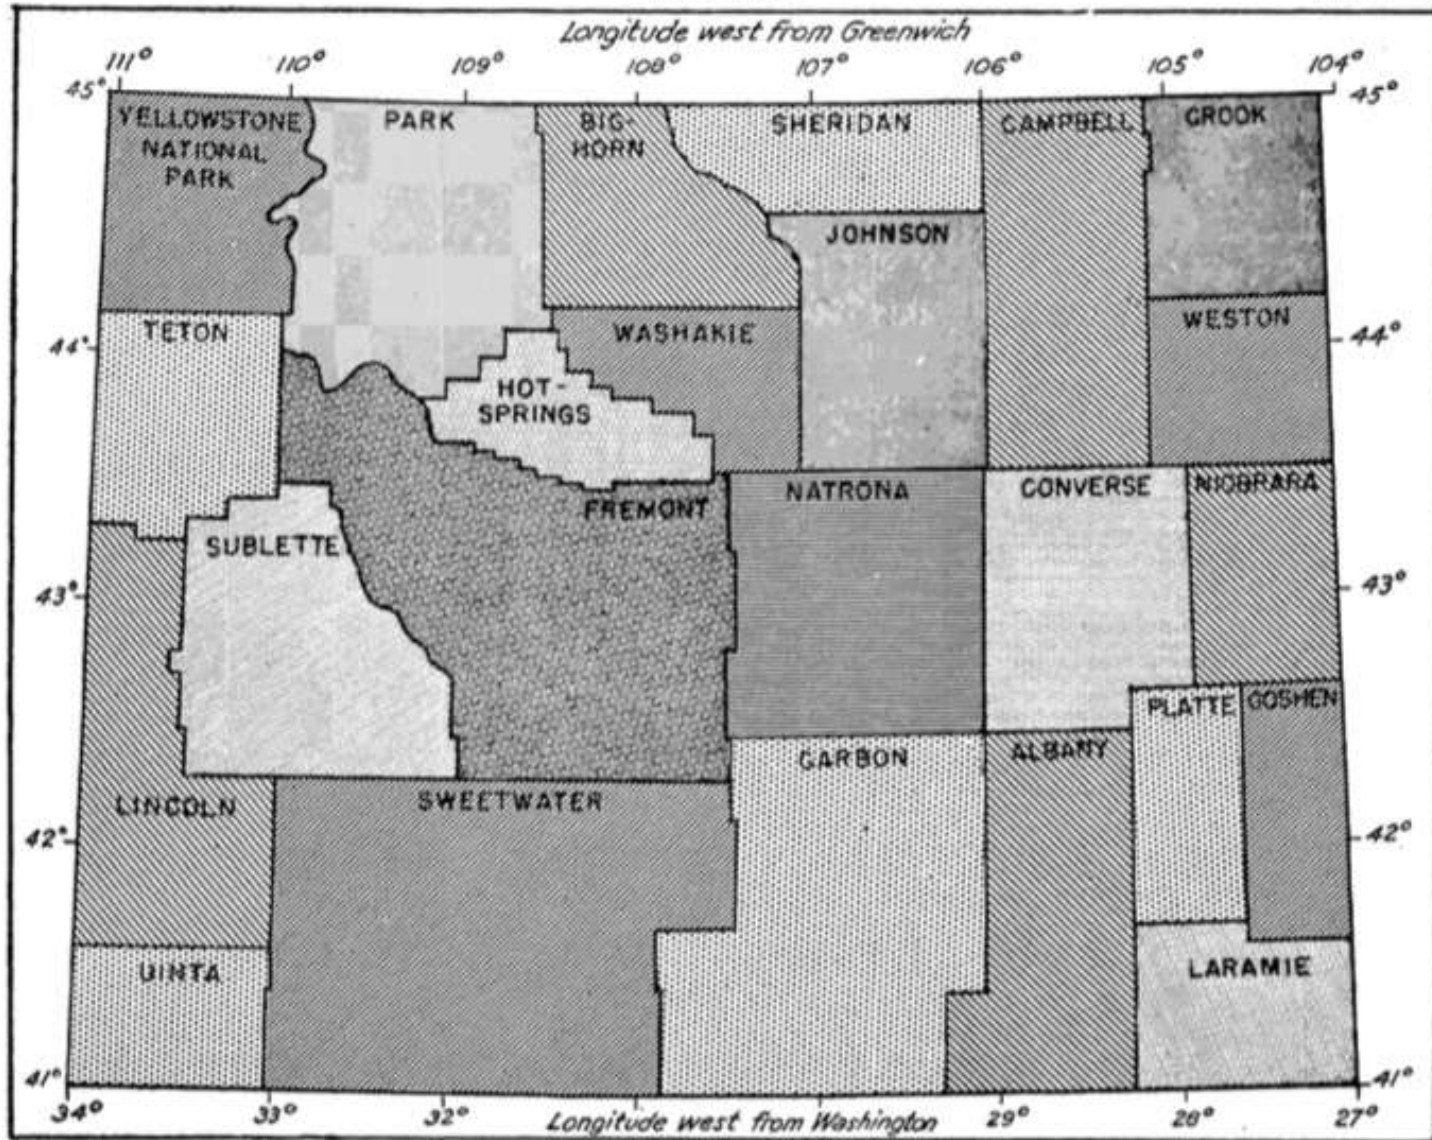 Longitude west from Greenwich
111° 110° 109° 108° 107° 106° 105° 104°
45° 45°
YELLOWSTONE
NATIONAL
PARK
PARK
BIG-
HORN
SHERIDAN
CAMPBELL
CROOK
JOHNSON
TETON
WASHAKIE
WESTON
44° 44°
HOT-
SPRINGS
FREMONT
NATRONA
CONVERSE
NIOBRARA
SUBLETTE
43° 43°
PLATTE
GOSHEN
LINCOLN
SWEETWATER
CARBON
ALBANY
42° 42°
UINTA
LARAMIE
41° 41°
34° 33° 32° 29° 28° 27°
Longitude west from Washington